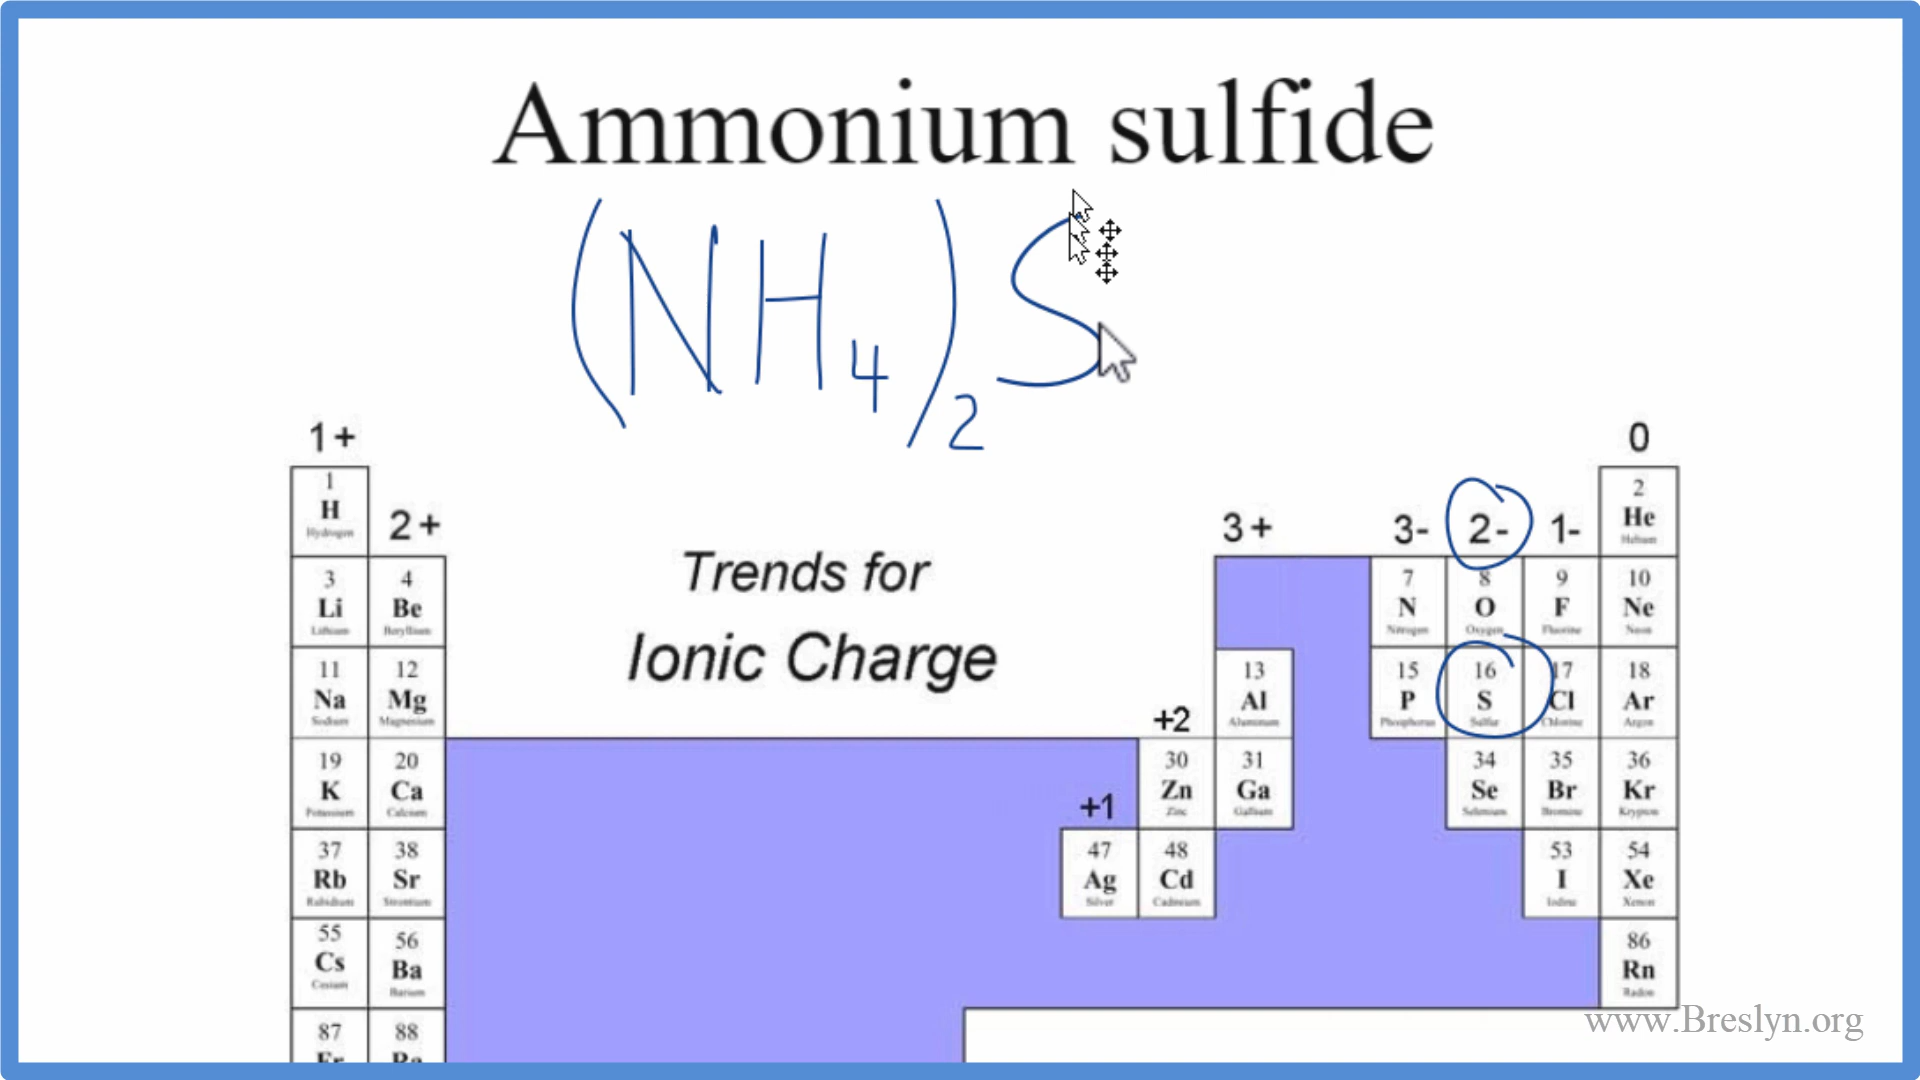 Ammonium sulfide
(NH4)2S
1+ 0
1 H Hydrogen 2 He Helium
2+ 3+ 3- 2- 1-
3 Li Lithium 4 Be Beryllium 7 N Nitrogen 8 O Oxygen 9 F Fluorine 10 Ne Neon
Trends for
Ionic Charge
11 Na Sodium 12 Mg Magnesium 13 Al Aluminum 15 P Phosphorus 16 S Sulfur 17 Cl Chlorine 18 Ar Argon
+2
19 K Potassium 20 Ca Calcium 30 Zn Zinc 31 Ga Gallium 34 Se Selenium 35 Br Bromine 36 Kr Krypton
+1
37 Rb Rubidium 38 Sr Strontium 47 Ag Silver 48 Cd Cadmium 53 I Iodine 54 Xe Xenon
55 Cs Cesium 56 Ba Barium 86 Rn Radon
87 Fr 88 Ra
www.Breslyn.org